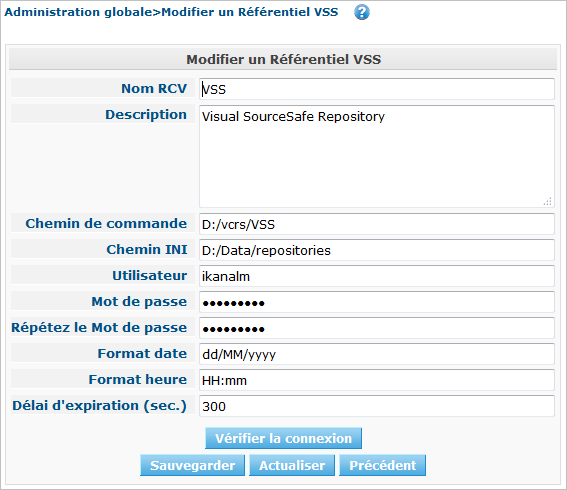 Administration globale>Modifier un Référentiel VSS ?
Modifier un Référentiel VSS
Nom RCV VSS
Description Visual SourceSafe Repository
Chemin de commande D:/vcrs/VSS
Chemin INI D:/Data/repositories
Utilisateur ikanalm
Mot de passe •••••••••
Répétez le Mot de passe •••••••••
Format date dd/MM/yyyy
Format heure HH:mm
Délai d'expiration (sec.) 300
Vérifier la connexion
Sauvegarder Actualiser Précédent